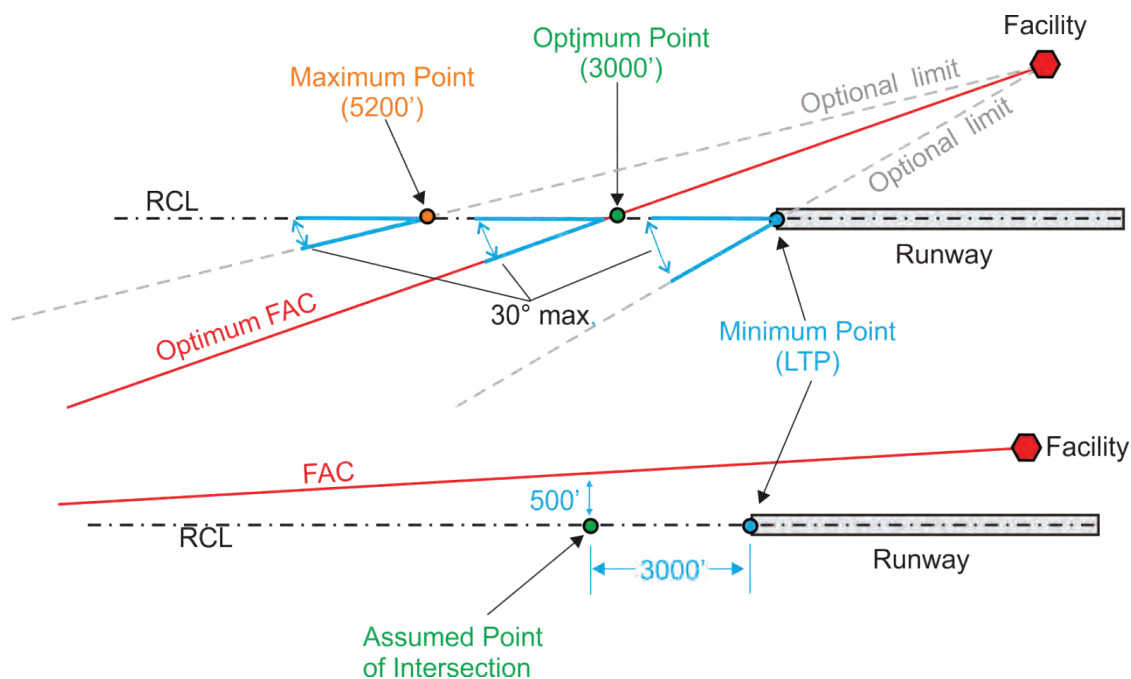 Facility
Optjmum Point
(3000’)
Maximum Point
(5200’)
Optional limit
Optional limit
RCL
Runway
30° max.
Optimum FAC
Minimum Point
(LTP)
FAC
Facility
500’
RCL
Runway
3000’
Assumed Point
of Intersection